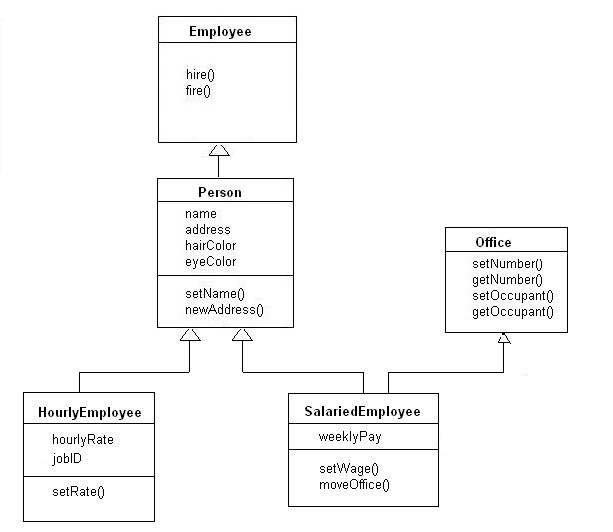 Employee
hire()
fire()
Person
name
address
hairColor
eyeColor
setName()
newAddress()
Office
setNumber()
getNumber()
setOccupant()
getOccupant()
HourlyEmployee
hourlyRate
jobID
setRate()
SalariedEmployee
weeklyPay
setWage()
moveOffice()